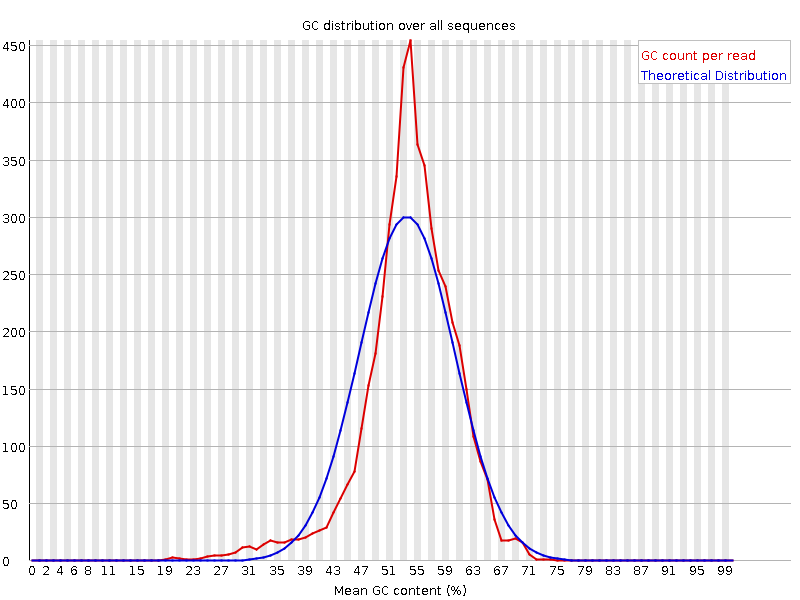 GC distribution over all sequences
GC count per read
Theoretical Distribution
450
400
350
300
250
200
150
100
50
0
0 2 4 6 8 11 15 19 23 27 31 35 39 43 47 51 55 59 63 67 71 75 79 83 87 91 95 99
Mean GC content (%)